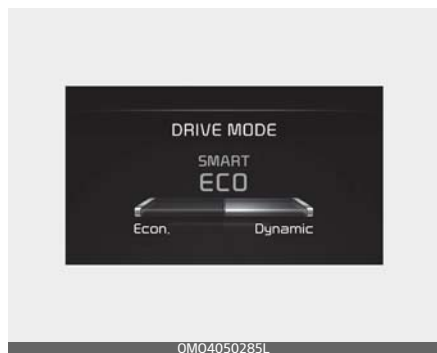 DRIVE MODE
SMART
ECO
Econ. Dynamic
OMO4050285L